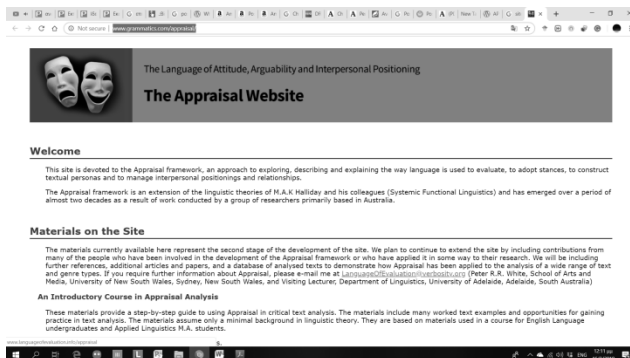 Not secure | www.grammatics.com/appraisal/
The Language of Attitude, Arguability and Interpersonal Positioning
The Appraisal Website
Welcome
This site is devoted to the Appraisal framework, an approach to exploring, describing and explaining the way language is used to evaluate, to adopt stances, to construct
textual personas and to manage interpersonal positionings and relationships.
The Appraisal framework is an extension of the linguistic theories of M.A.K Halliday and his colleagues (Systemic Functional Linguistics) and has emerged over a period of
almost two decades as a result of work conducted by a group of researchers primarily based in Australia.
Materials on the Site
The materials currently available here represent the second stage of the development of the site. We plan to continue to extend the site by including contributions from
many of the people who have been involved in the development of the Appraisal framework or who have applied it in some way to their research. We will be including
further references, additional articles and papers, and a database of analysed texts to demonstrate how Appraisal has been applied to the analysis of a wide range of text
and genre types. If you require further information about Appraisal, please e-mail me at LanguageOfEvaluation@verbosity.org (Peter R.R. White, School of Arts and
Media, University of New South Wales, Sydney, New South Wales, and Visiting Lecturer, Department of Linguistics, University of Adelaide, Adelaide, South Australia)
An Introductory Course in Appraisal Analysis
These materials provide a step-by-step guide to using Appraisal in critical text analysis. The materials include many worked text examples and opportunities for gaining
practice in text analysis. The materials assume only a minimal background in linguistic theory. They are based on materials used in a course for English Language
undergraduates and Applied Linguistics M.A. students.
www.languageofevaluation.info/appraisal
s.
ENG
12:11 μμ